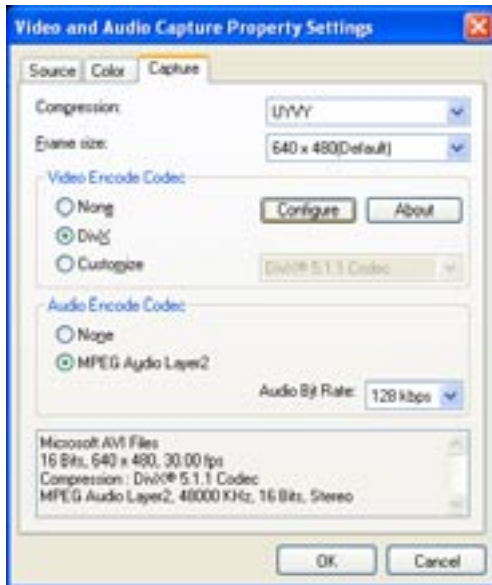 Video and Audio Capture Property Settings
Source Color Capture
Compression: UYVY
Frame size: 640 x 480(Default)
Video Encode Codec
None Configure About
DivX
Customize DivX® 5.1.1 Codec
Audio Encode Codec
None
MPEG Audio Layer2
Audio Bit Rate: 128 kbps
Microsoft AVI Files
16 Bits, 640 x 480, 30.00 fps
Compression : DivX® 5.1.1 Codec
MPEG Audio Layer2, 48000 KHz, 16 Bits, Stereo
OK Cancel